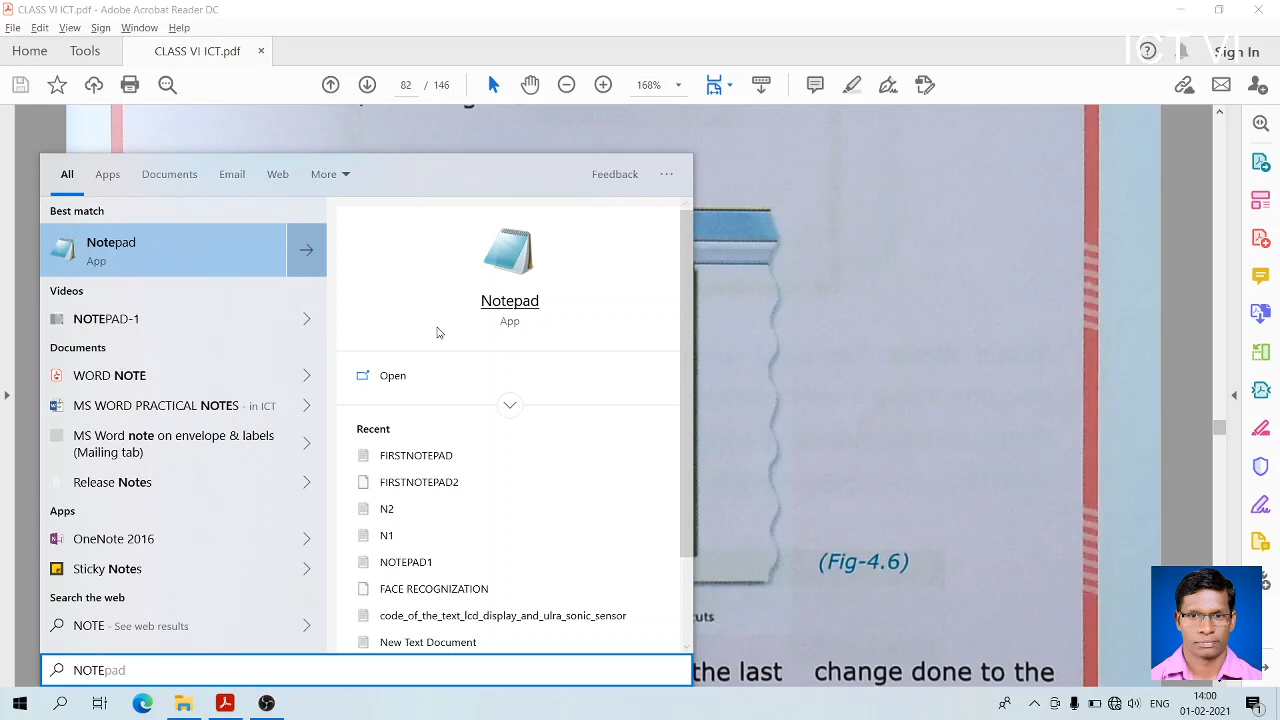 CLASS VI ICT.pdf - Adobe Acrobat Reader DC
File Edit View Sign Window Help
ICT VI
Home Tools CLASS VI ICT.pdf × Sign In
82 / 146 168%
All Apps Documents Email Web More Feedback ...
Best match
Notepad
App
Videos
NOTEPAD-1
Documents
WORD NOTE
MS WORD PRACTICAL NOTES - in ICT
MS Word note on envelope & labels
(Mailing tab)
Release Notes
Apps
OneNote 2016
Sticky Notes
Search the web
NOTE - See web results
NOTEpad
Notepad
App
Open
Recent
FIRSTNOTEPAD
FIRSTNOTEPAD2
N2
N1
NOTEPAD1
FACE RECOGNIZATION
code_of_the_text_lcd_display_and_ulra_sonic_sensor
New Text Document
(Fig-4.6)
uts
the last change done to the
ENG
14:00
01-02-2021
1